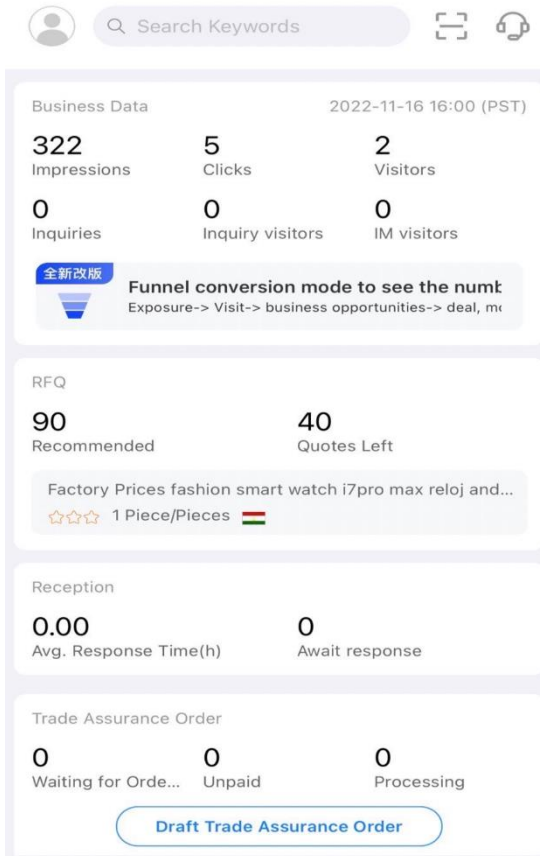 Search Keywords
Business Data 2022-11-16 16:00 (PST)
322 5 2
Impressions Clicks Visitors
0 0 0
Inquiries Inquiry visitors IM visitors
全新改版
Funnel conversion mode to see the numb
Exposure-> Visit-> business opportunities-> deal, mo
RFQ
90 40
Recommended Quotes Left
Factory Prices fashion smart watch i7pro max reloj and...
1 Piece/Pieces
Reception
0.00 0
Avg. Response Time(h) Await response
Trade Assurance Order
0 0 0
Waiting for Orde... Unpaid Processing
Draft Trade Assurance Order